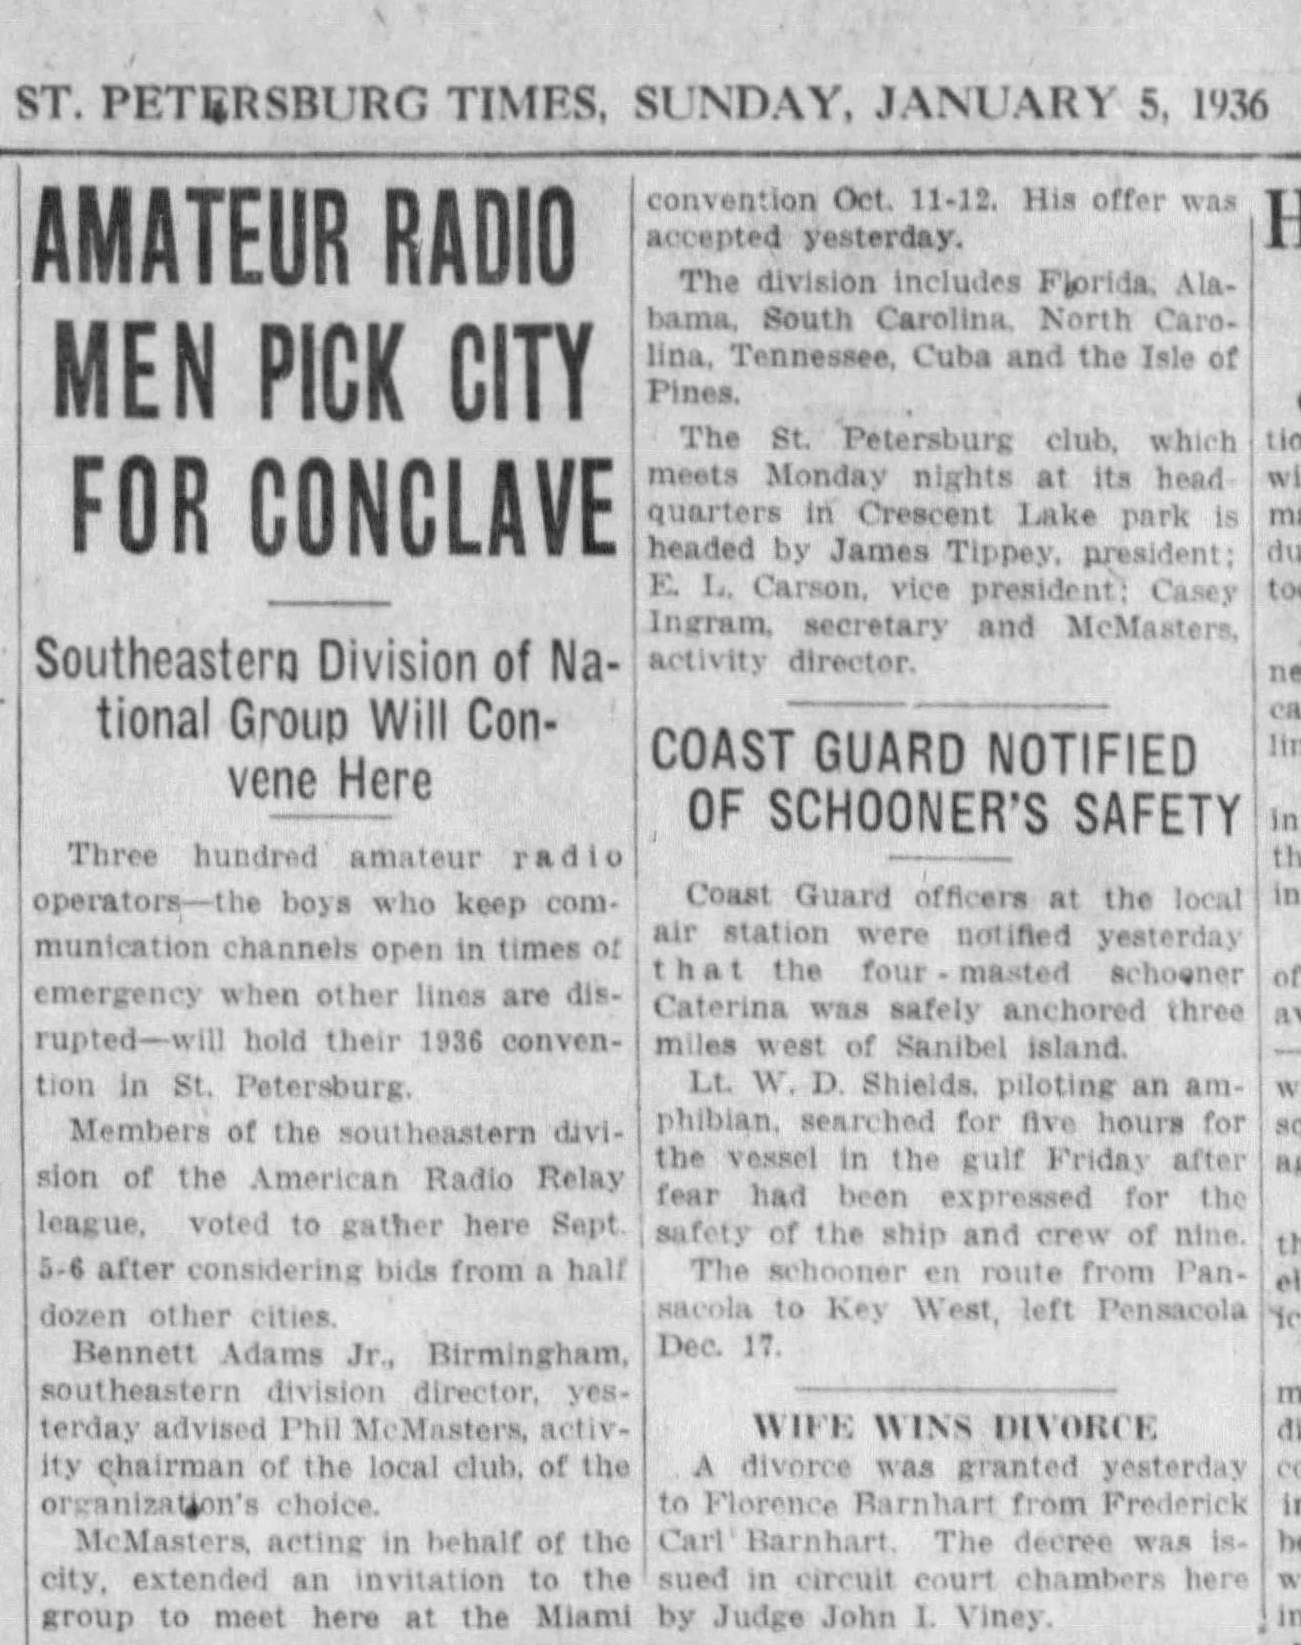 ST. PETERSBURG TIMES, SUNDAY, JANUARY 5, 1936
AMATEUR RADIO
MEN PICK CITY
FOR CONCLAVE
Southeastern Division of Na-
tional Group Will Con-
vene Here
Three hundred amateur radio
operators—the boys who keep com-
munication channels open in times of
emergency when other lines are dis-
rupted—will hold their 1936 conven-
tion in St. Petersburg.
Members of the southeastern divi-
sion of the American Radio Relay
league, voted to gather here Sept.
5-6 after considering bids from a half
dozen other cities.
Bennett Adams Jr., Birmingham,
southeastern division director, yes-
terday advised Phil McMasters, activ-
ity chairman of the local club, of the
organization's choice.
McMasters, acting in behalf of the
city, extended an invitation to the
group to meet here at the Miami
convention Oct. 11-12. His offer was
accepted yesterday.
The division includes Florida, Ala-
bama, South Carolina, North Caro-
lina, Tennessee, Cuba and the Isle of
Pines.
The St. Petersburg club, which
meets Monday nights at its head-
quarters in Crescent Lake park is
headed by James Tippey, president;
E. L. Carson, vice president; Casey
Ingram, secretary and McMasters,
activity director.
COAST GUARD NOTIFIED
OF SCHOONER'S SAFETY
Coast Guard officers at the local
air station were notified yesterday
that the four-masted schooner
Caterina was safely anchored three
miles west of Sanibel island.
Lt. W. D. Shields, piloting an am-
phibian, searched for five hours for
the vessel in the gulf Friday after
fear had been expressed for the
safety of the ship and crew of nine.
The schooner en route from Pan-
sacola to Key West, left Pensacola
Dec. 17.
WIFE WINS DIVORCE
A divorce was granted yesterday
to Florence Barnhart from Frederick
Carl Barnhart. The decree was is-
sued in circuit court chambers here
by Judge John I. Viney.